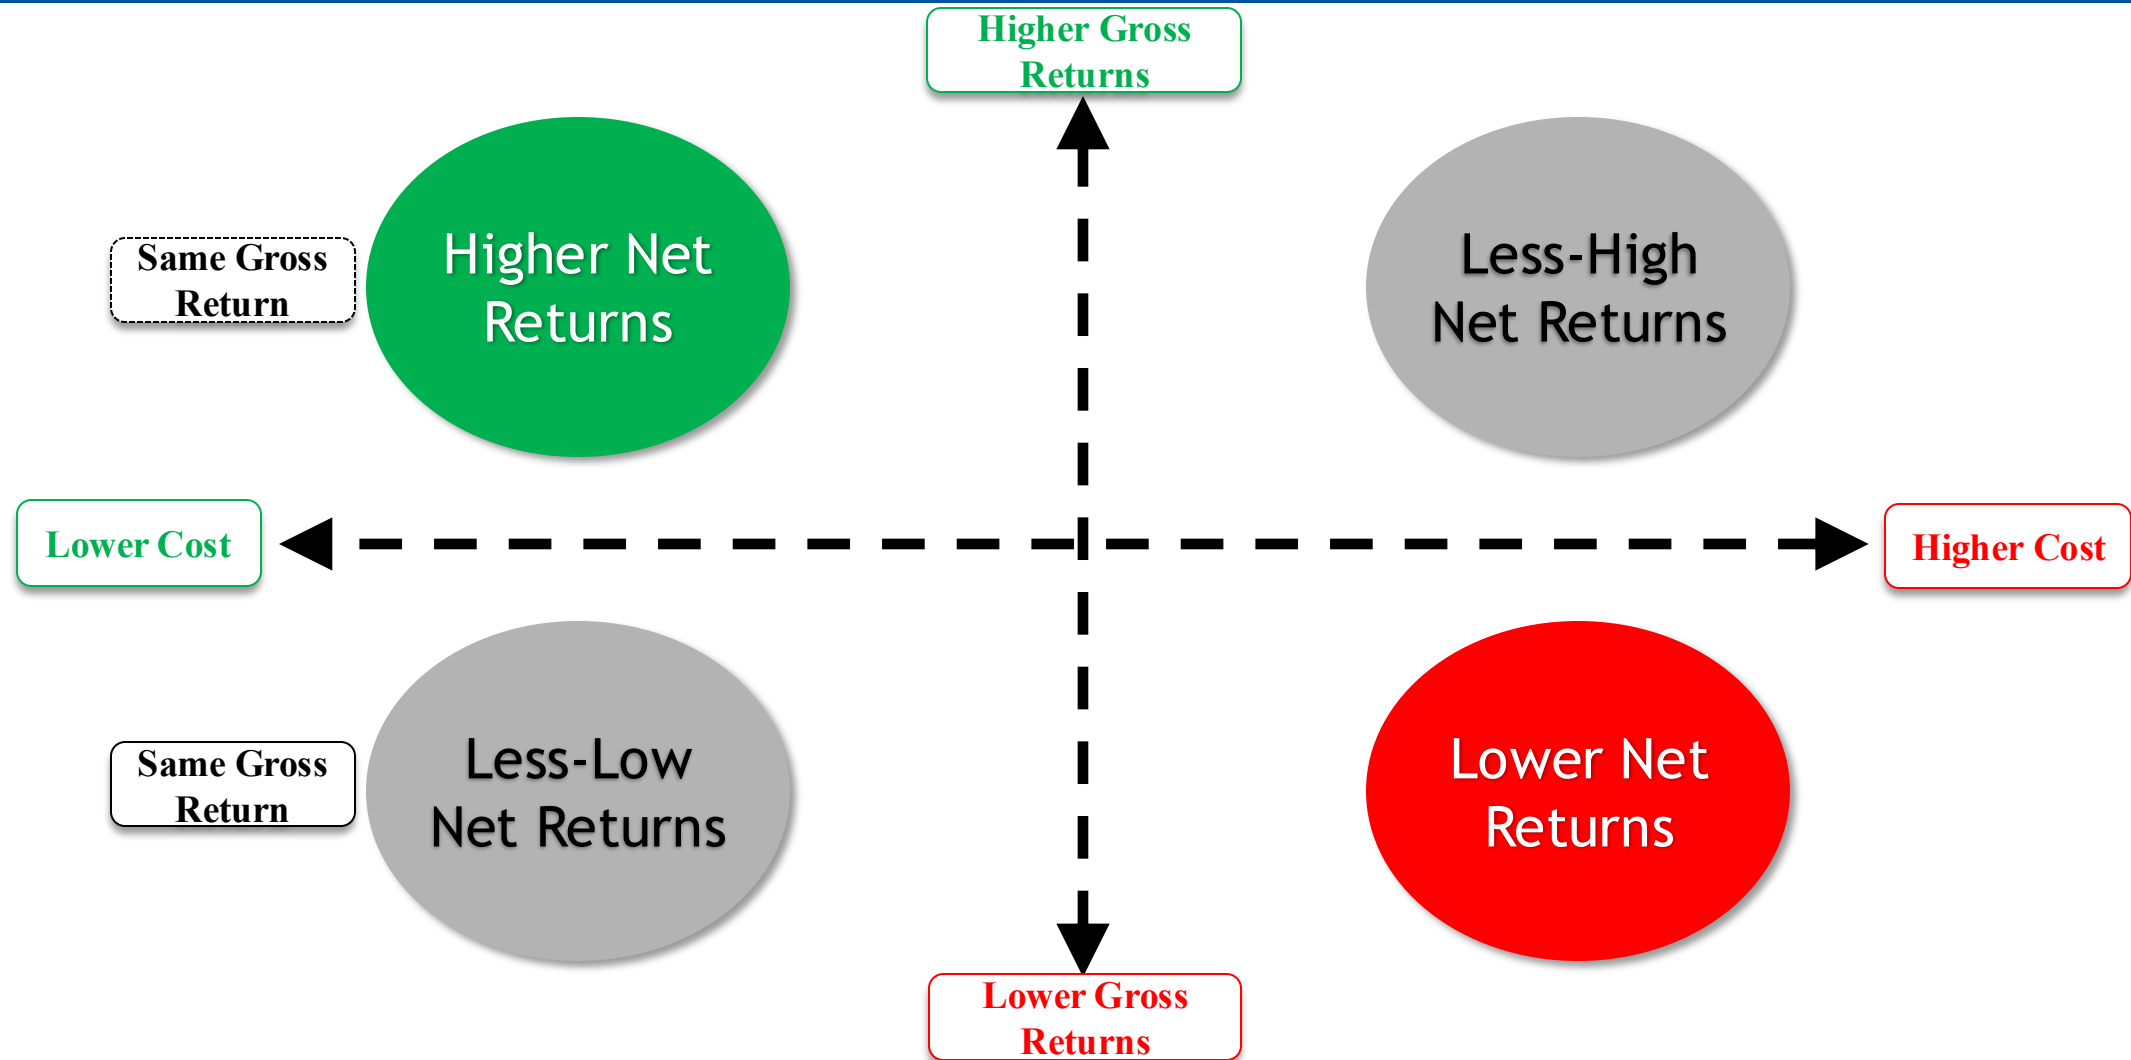 Higher Gross
Returns
Same Gross
Return
Higher Net
Returns
Less-High
Net Returns
Lower Cost
Higher Cost
Same Gross
Return
Less-Low
Net Returns
Lower Net
Returns
Lower Gross
Returns